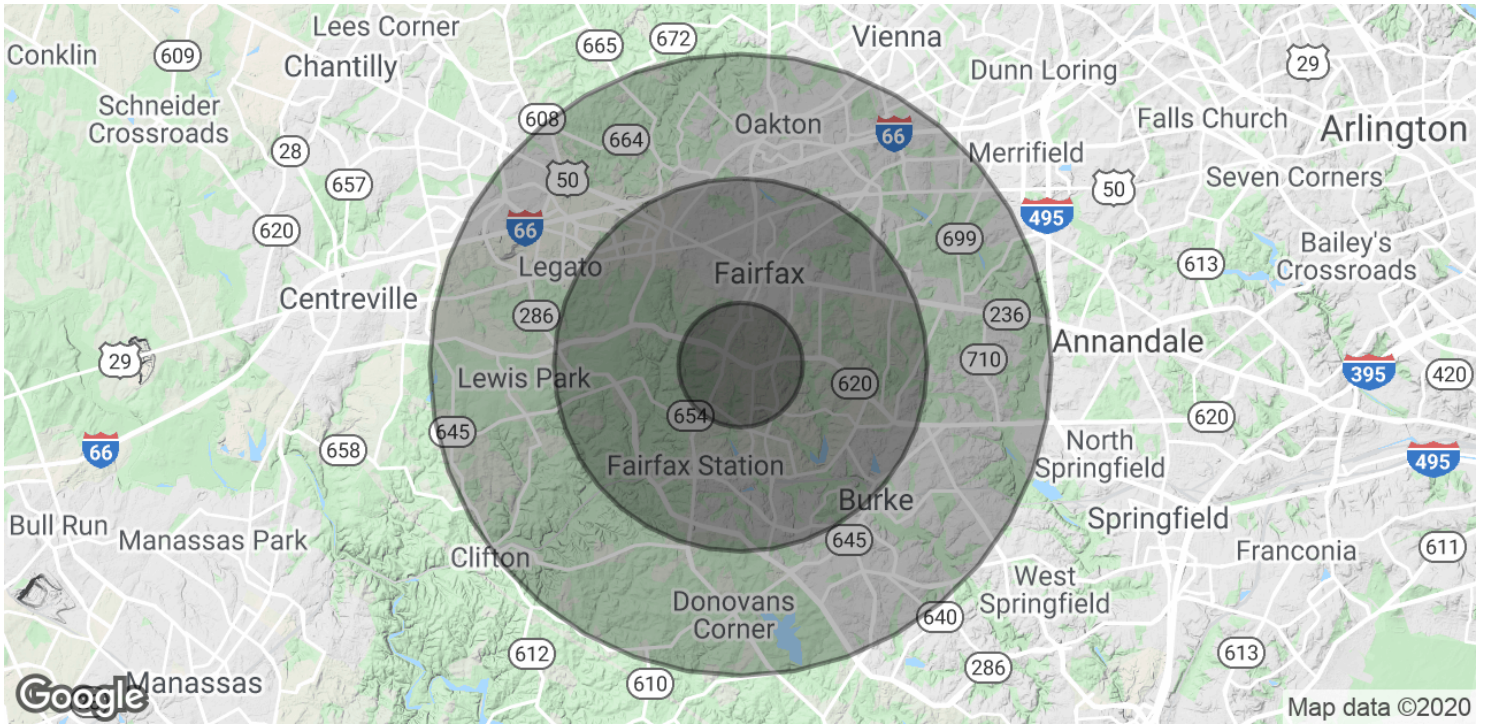 Lees Corner
672
665
Vienna
Conklin
609
Chantilly
29
Dunn Loring
Schneider
Crossroads
608
Oakton
66
Falls Church
Arlington
28
664
Merrifield
657
50
50
Seven Corners
620
66
495
699
Bailey's
Crossroads
Legato
Fairfax
613
Centreville
286
236
29
Annandale
710
Lewis Park
620
395
420
654
620
645
658
66
North
Springfield
495
Fairfax Station
Burke
Bull Run
Manassas Park
Springfield
645
Franconia
611
Clifton
West
Springfield
Donovans
Corner
640
612
286
613
610
Manassas
Google
Map data ©2020